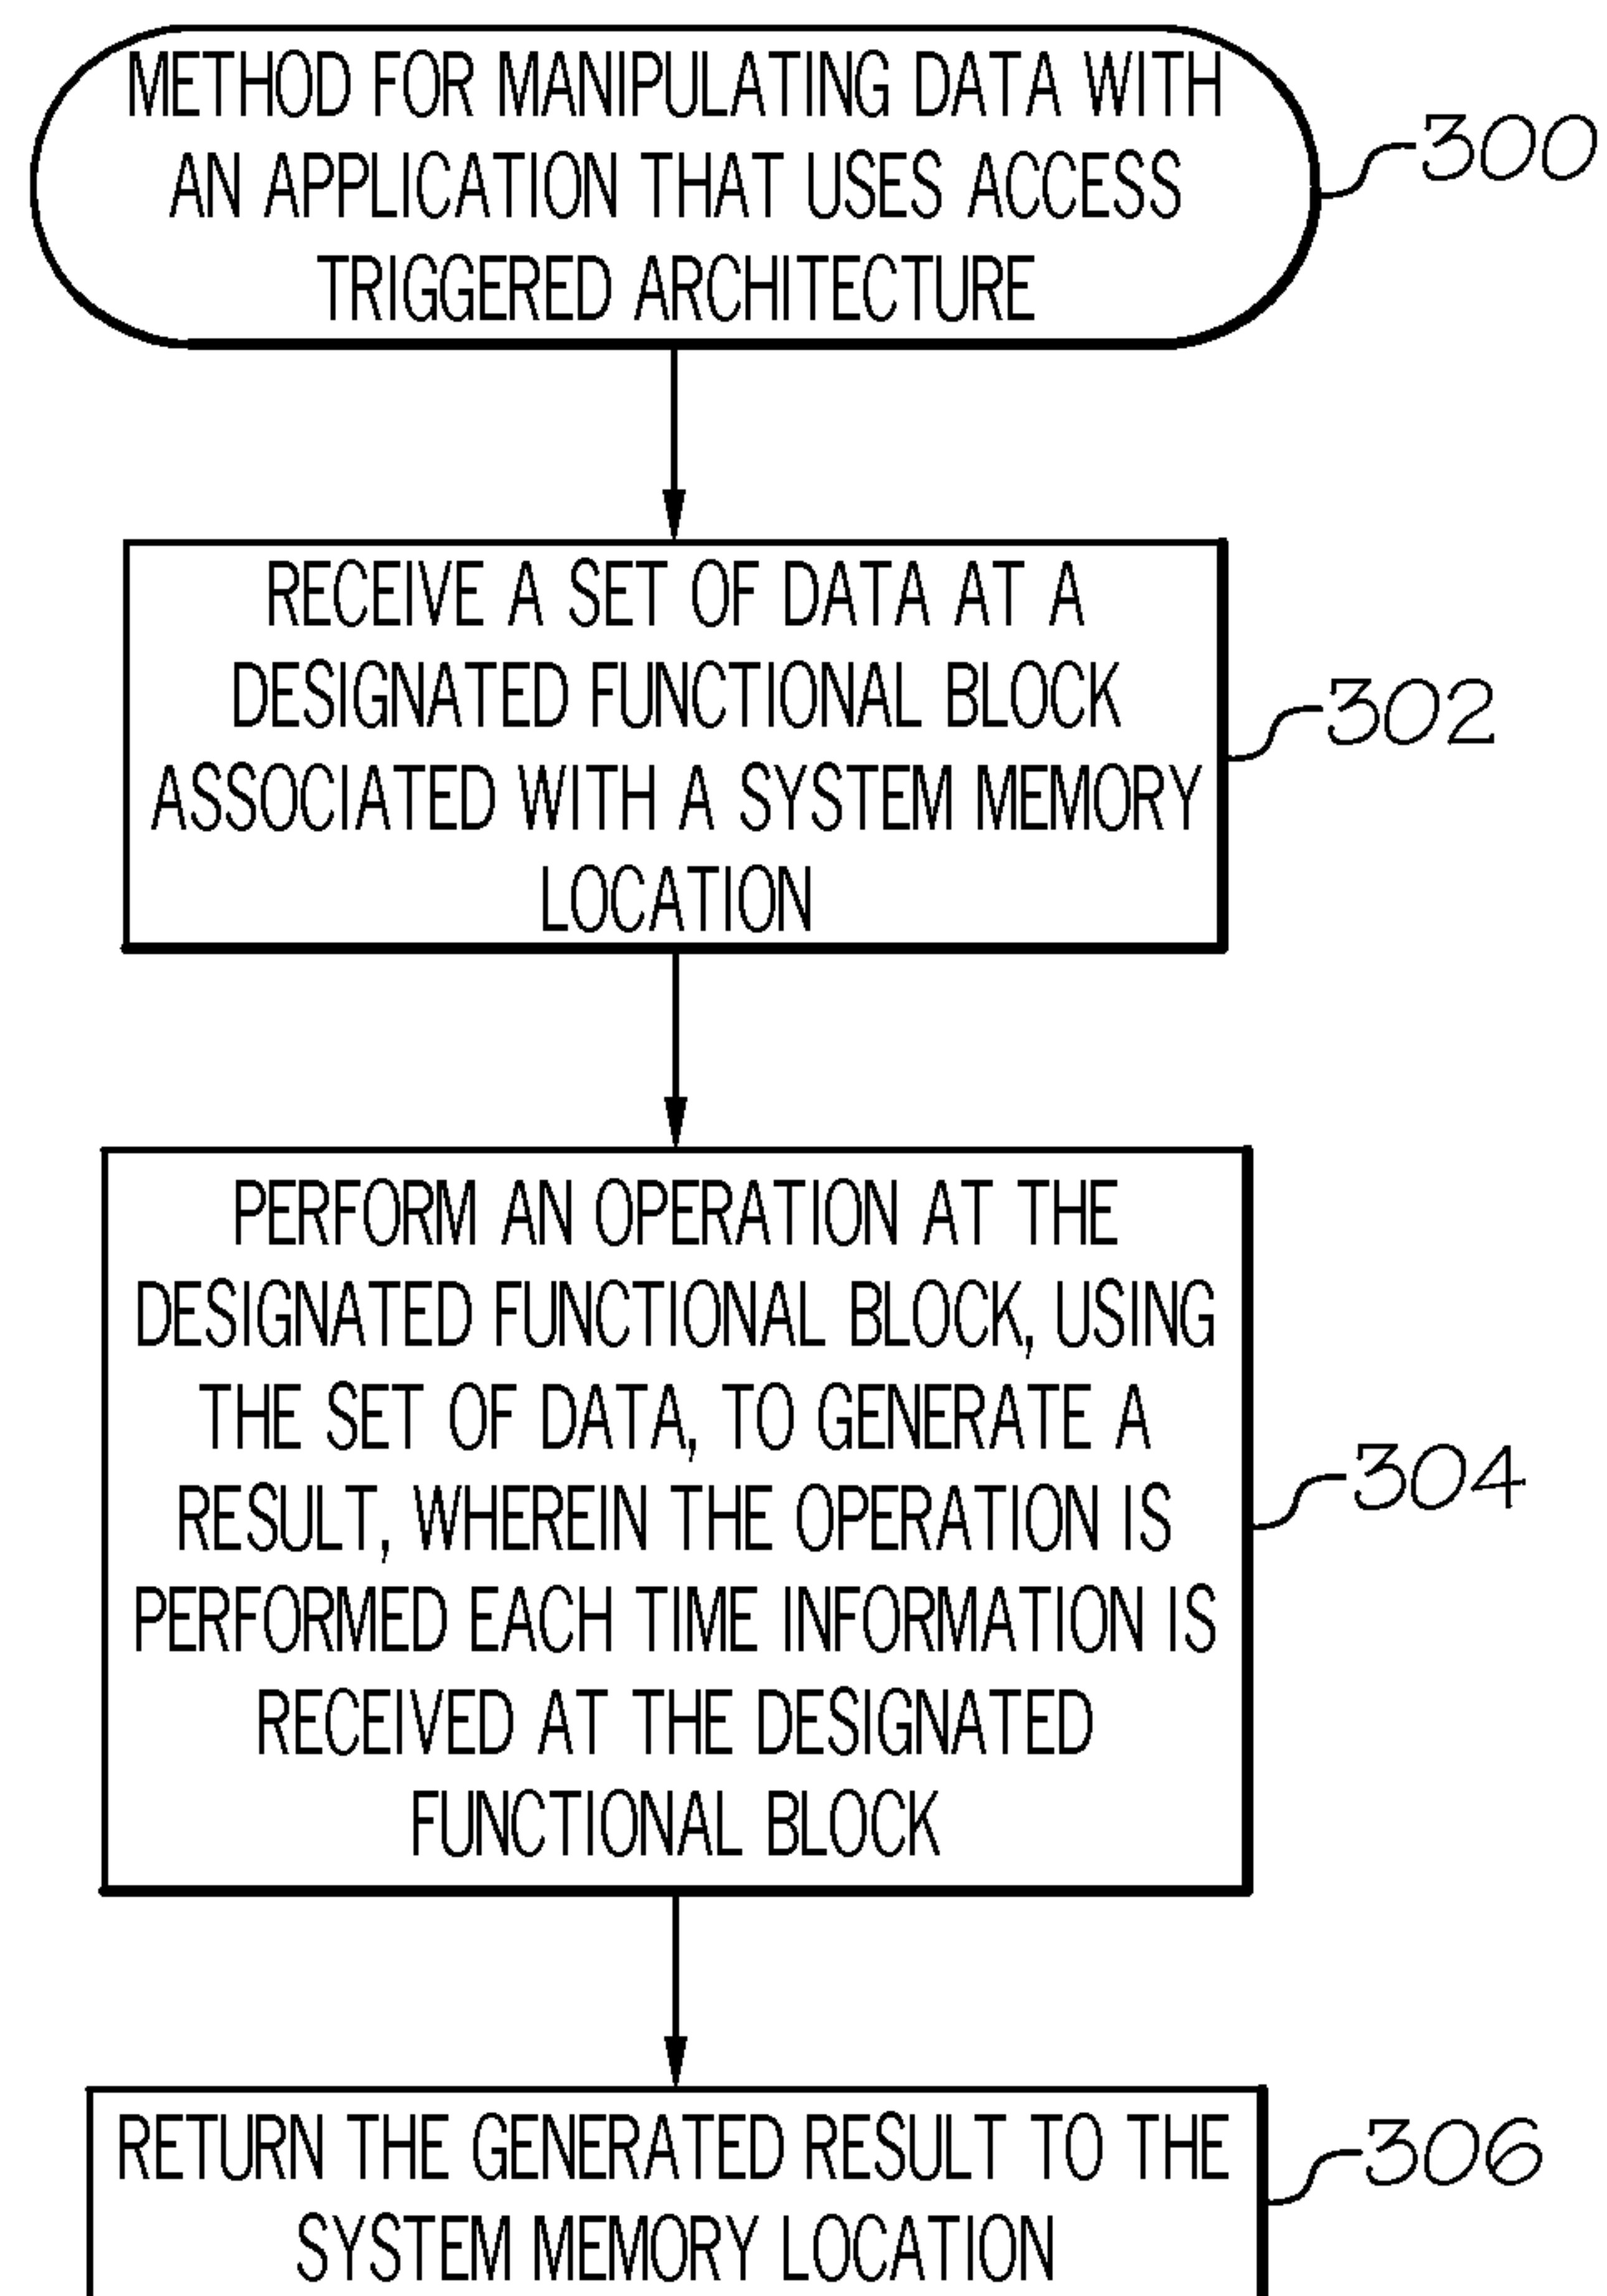 METHOD FOR MANIPULATING DATA WITH
AN APPLICATION THAT USES ACCESS
TRIGGERED ARCHITECTURE
300
RECEIVE A SET OF DATA AT A
DESIGNATED FUNCTIONAL BLOCK
ASSOCIATED WITH A SYSTEM MEMORY
LOCATION
302
PERFORM AN OPERATION AT THE
DESIGNATED FUNCTIONAL BLOCK, USING
THE SET OF DATA, TO GENERATE A
RESULT, WHEREIN THE OPERATION IS
PERFORMED EACH TIME INFORMATION IS
RECEIVED AT THE DESIGNATED
FUNCTIONAL BLOCK
304
RETURN THE GENERATED RESULT TO THE
SYSTEM MEMORY LOCATION
306